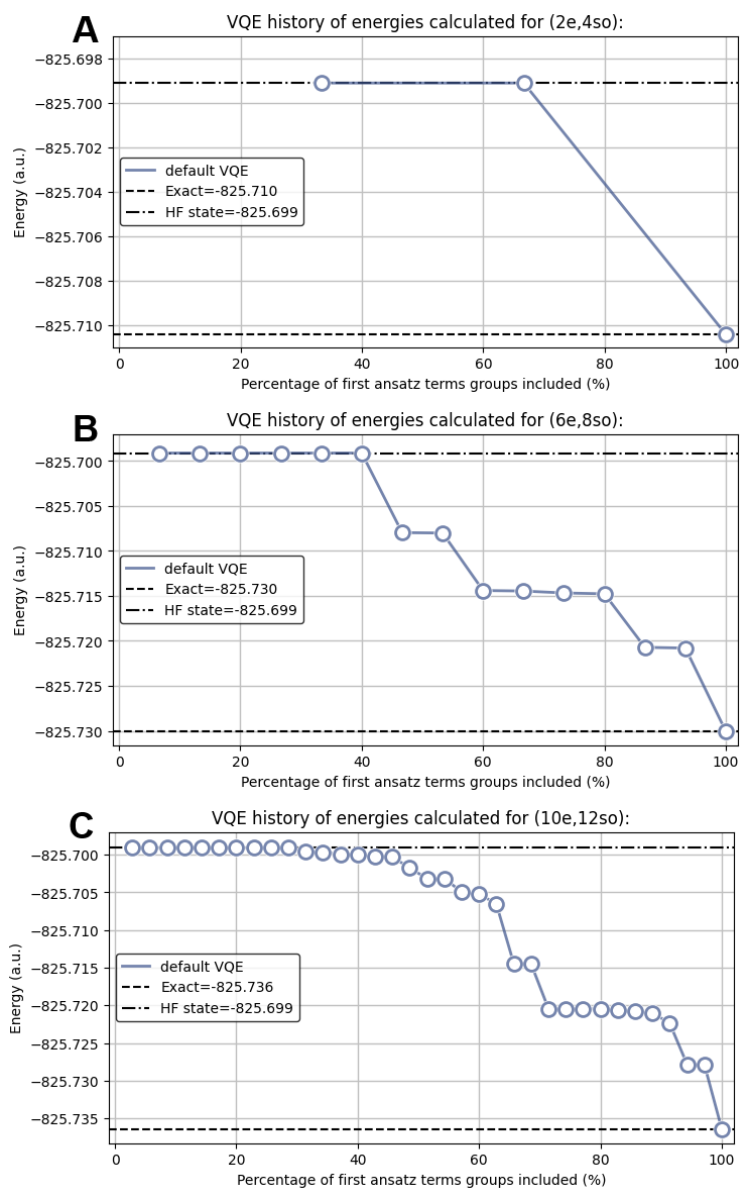 A
VQE history of energies calculated for (2e,4so):
−825.698
−825.700
−825.702
−825.704
−825.706
−825.708
−825.710
Energy (a.u.)
default VQE
Exact=-825.710
HF state=-825.699
0 20 40 60 80 100
Percentage of first ansatz terms groups included (%)
B
VQE history of energies calculated for (6e,8so):
−825.700
−825.705
−825.710
−825.715
−825.720
−825.725
−825.730
Energy (a.u.)
default VQE
Exact=-825.730
HF state=-825.699
0 20 40 60 80 100
Percentage of first ansatz terms groups included (%)
C
VQE history of energies calculated for (10e,12so):
−825.700
−825.705
−825.710
−825.715
−825.720
−825.725
−825.730
−825.735
Energy (a.u.)
default VQE
Exact=-825.736
HF state=-825.699
0 20 40 60 80 100
Percentage of first ansatz terms groups included (%)